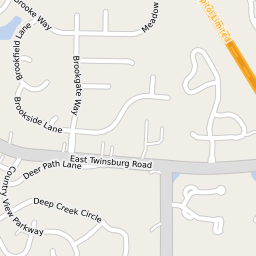 Brooke Way
Meadow
Limited
Brookfield Lane
Brookgate Way
Brookside Lane
East Twinsburg Road
Deer Path Lane
Country View Parkway
Deep Creek Circle